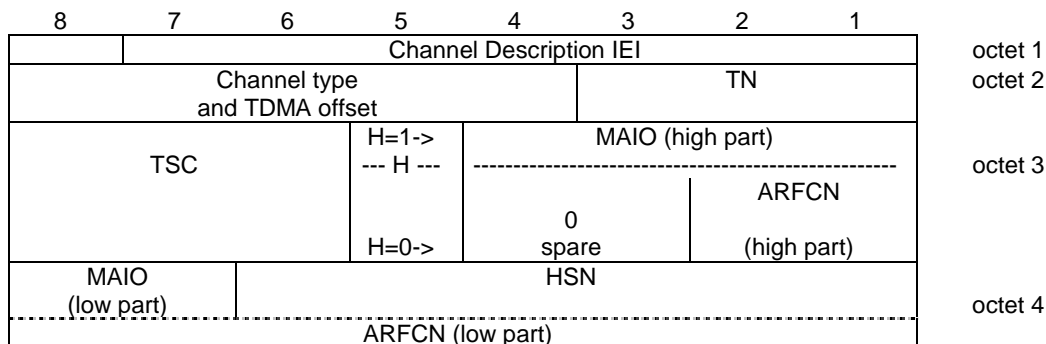 8 7 6 5 4 3 2 1
Channel Description IEI octet 1
Channel type TN octet 2
and TDMA offset
H=1-> MAIO (high part)
TSC --- H --- ----------------------------------------------------- octet 3
ARFCN
0
H=0-> spare (high part)
MAIO HSN
(low part) octet 4
ARFCN (low part)